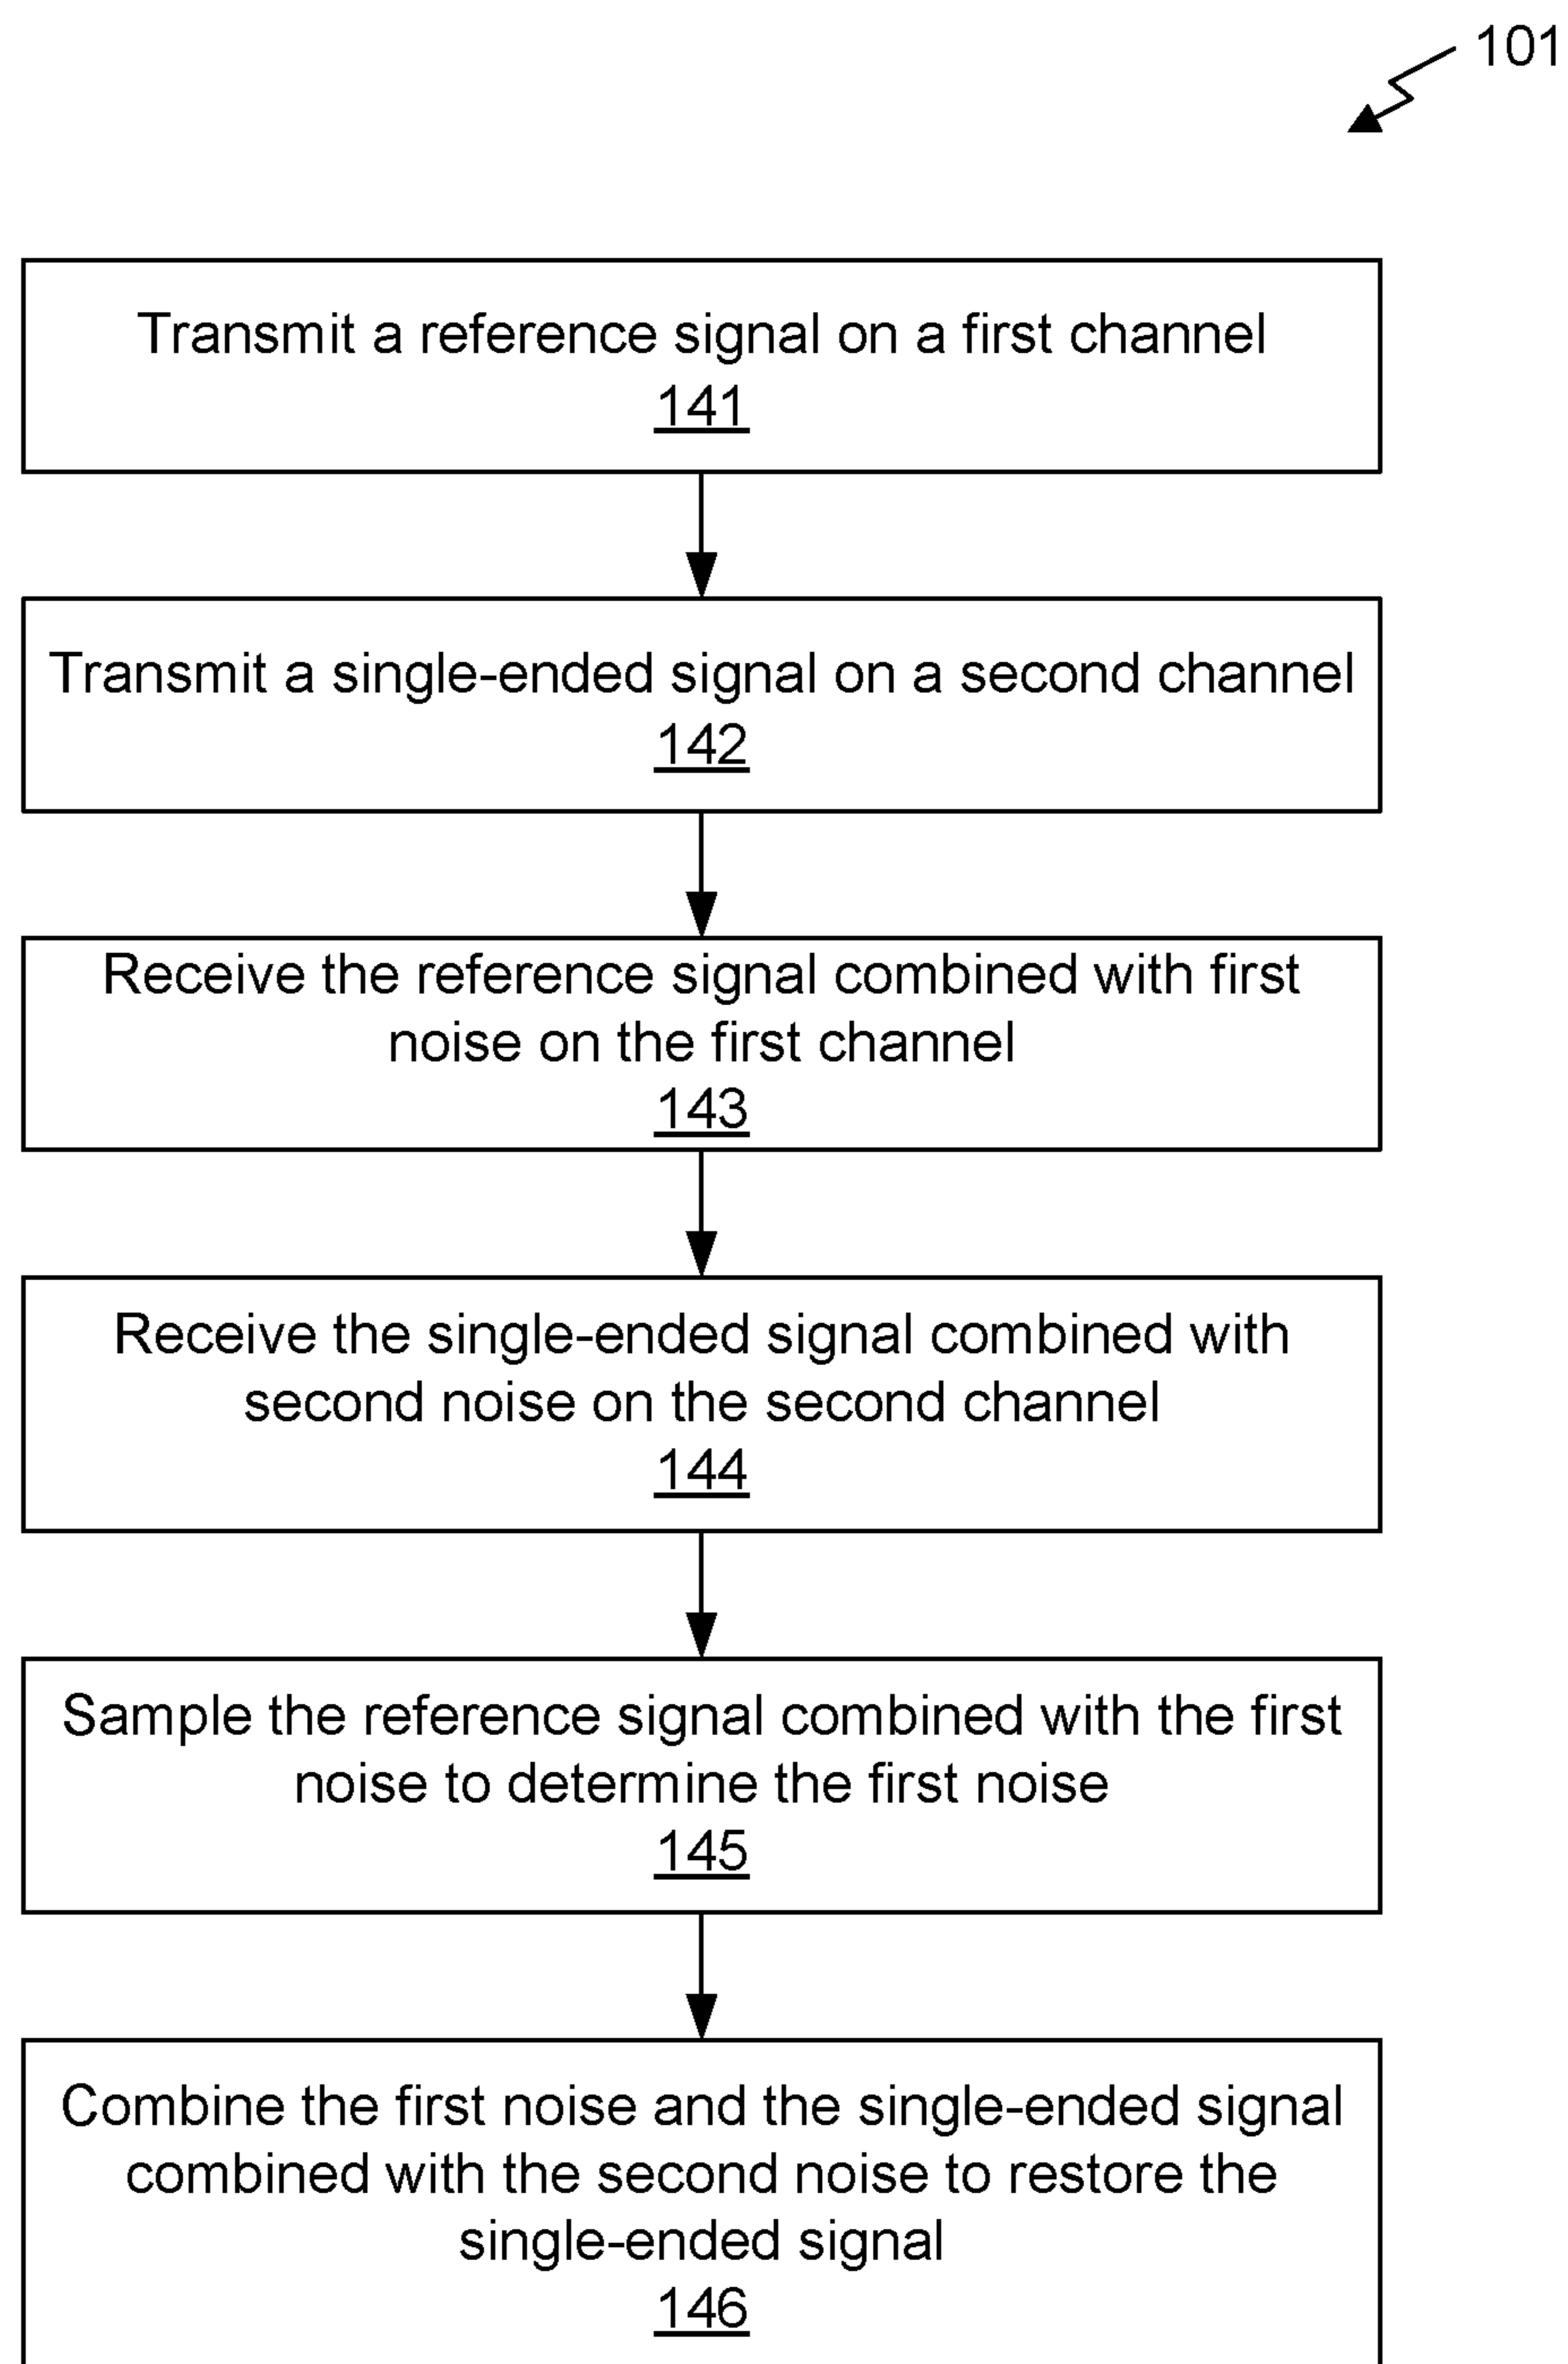 101
Transmit a reference signal on a first channel
141
Transmit a single-ended signal on a second channel
142
Receive the reference signal combined with first
noise on the first channel
143
Receive the single-ended signal combined with
second noise on the second channel
144
Sample the reference signal combined with the first
noise to determine the first noise
145
Combine the first noise and the single-ended signal
combined with the second noise to restore the
single-ended signal
146